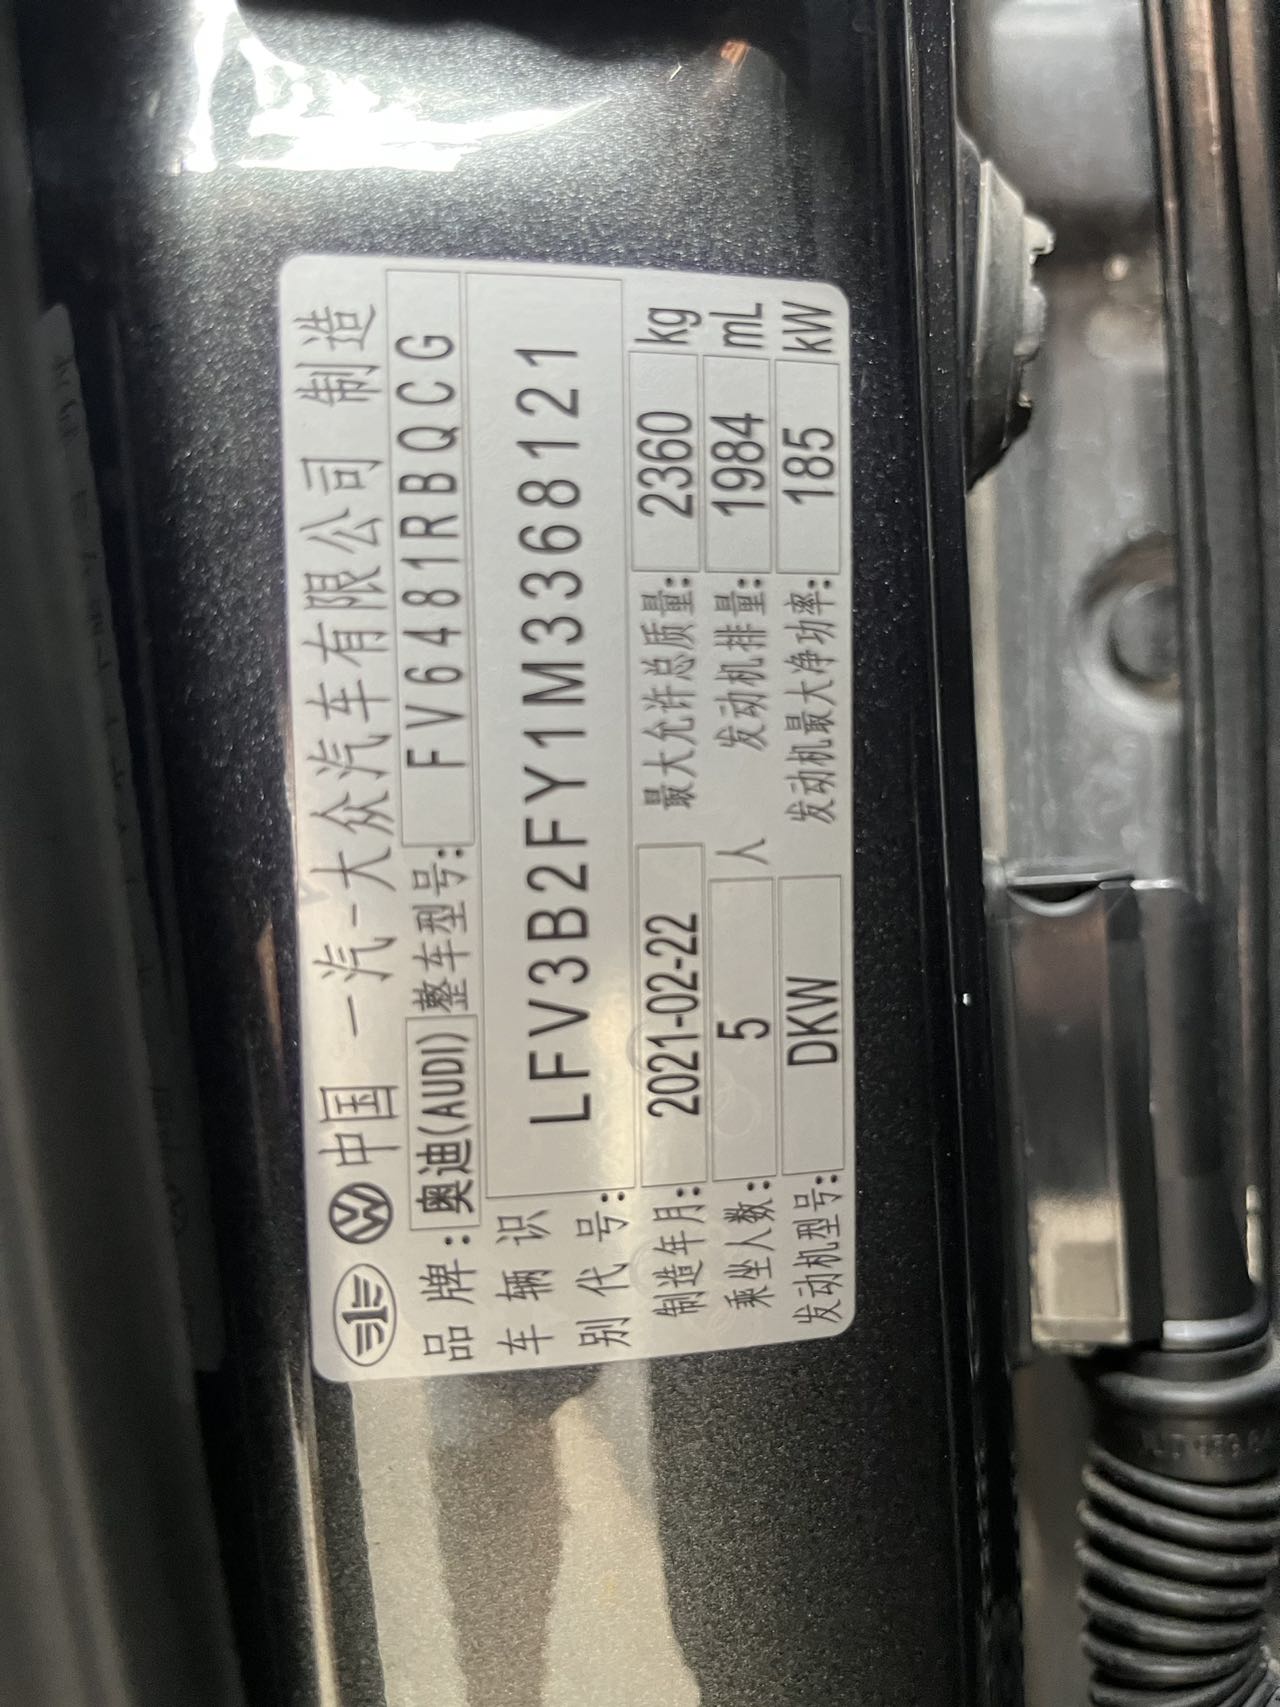 中国 一汽-大众汽车有限公司 制造
品牌: 奥迪(AUDI) 整车型号: FV6481RBQCG
车辆识别代号: LFV3B2FY1M3368121
制造年月: 2021-02-22 最大允许总质量: 2360 kg
乘坐人数: 5 人 发动机排量: 1984 mL
发动机型号: DKW 发动机最大净功率: 185 kW